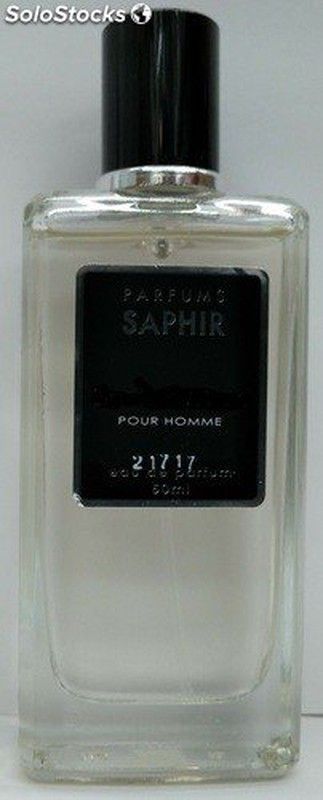 SoloStocks
PARFUMS
SAPHIR
POUR HOMME
21717
eau de parfum
50ml